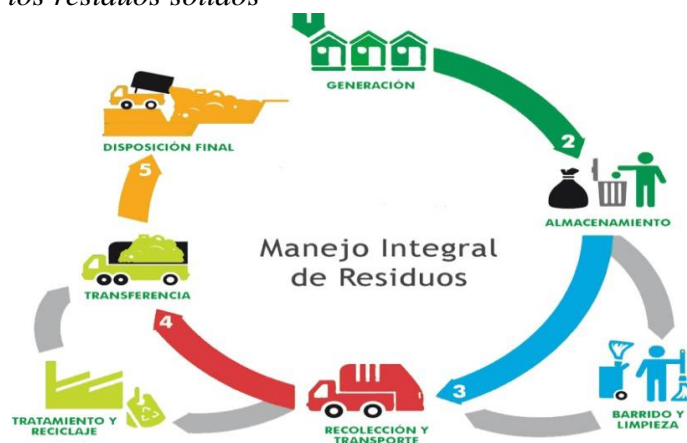 los residuos sólidos
GENERACIÓN
2
ALMACENAMIENTO
BARRIDO Y
LIMPIEZA
3
RECOLECCIÓN Y
TRANSPORTE
TRATAMIENTO Y
RECICLAJE
4
TRANSFERENCIA
5
DISPOSICIÓN FINAL
Manejo Integral
de Residuos